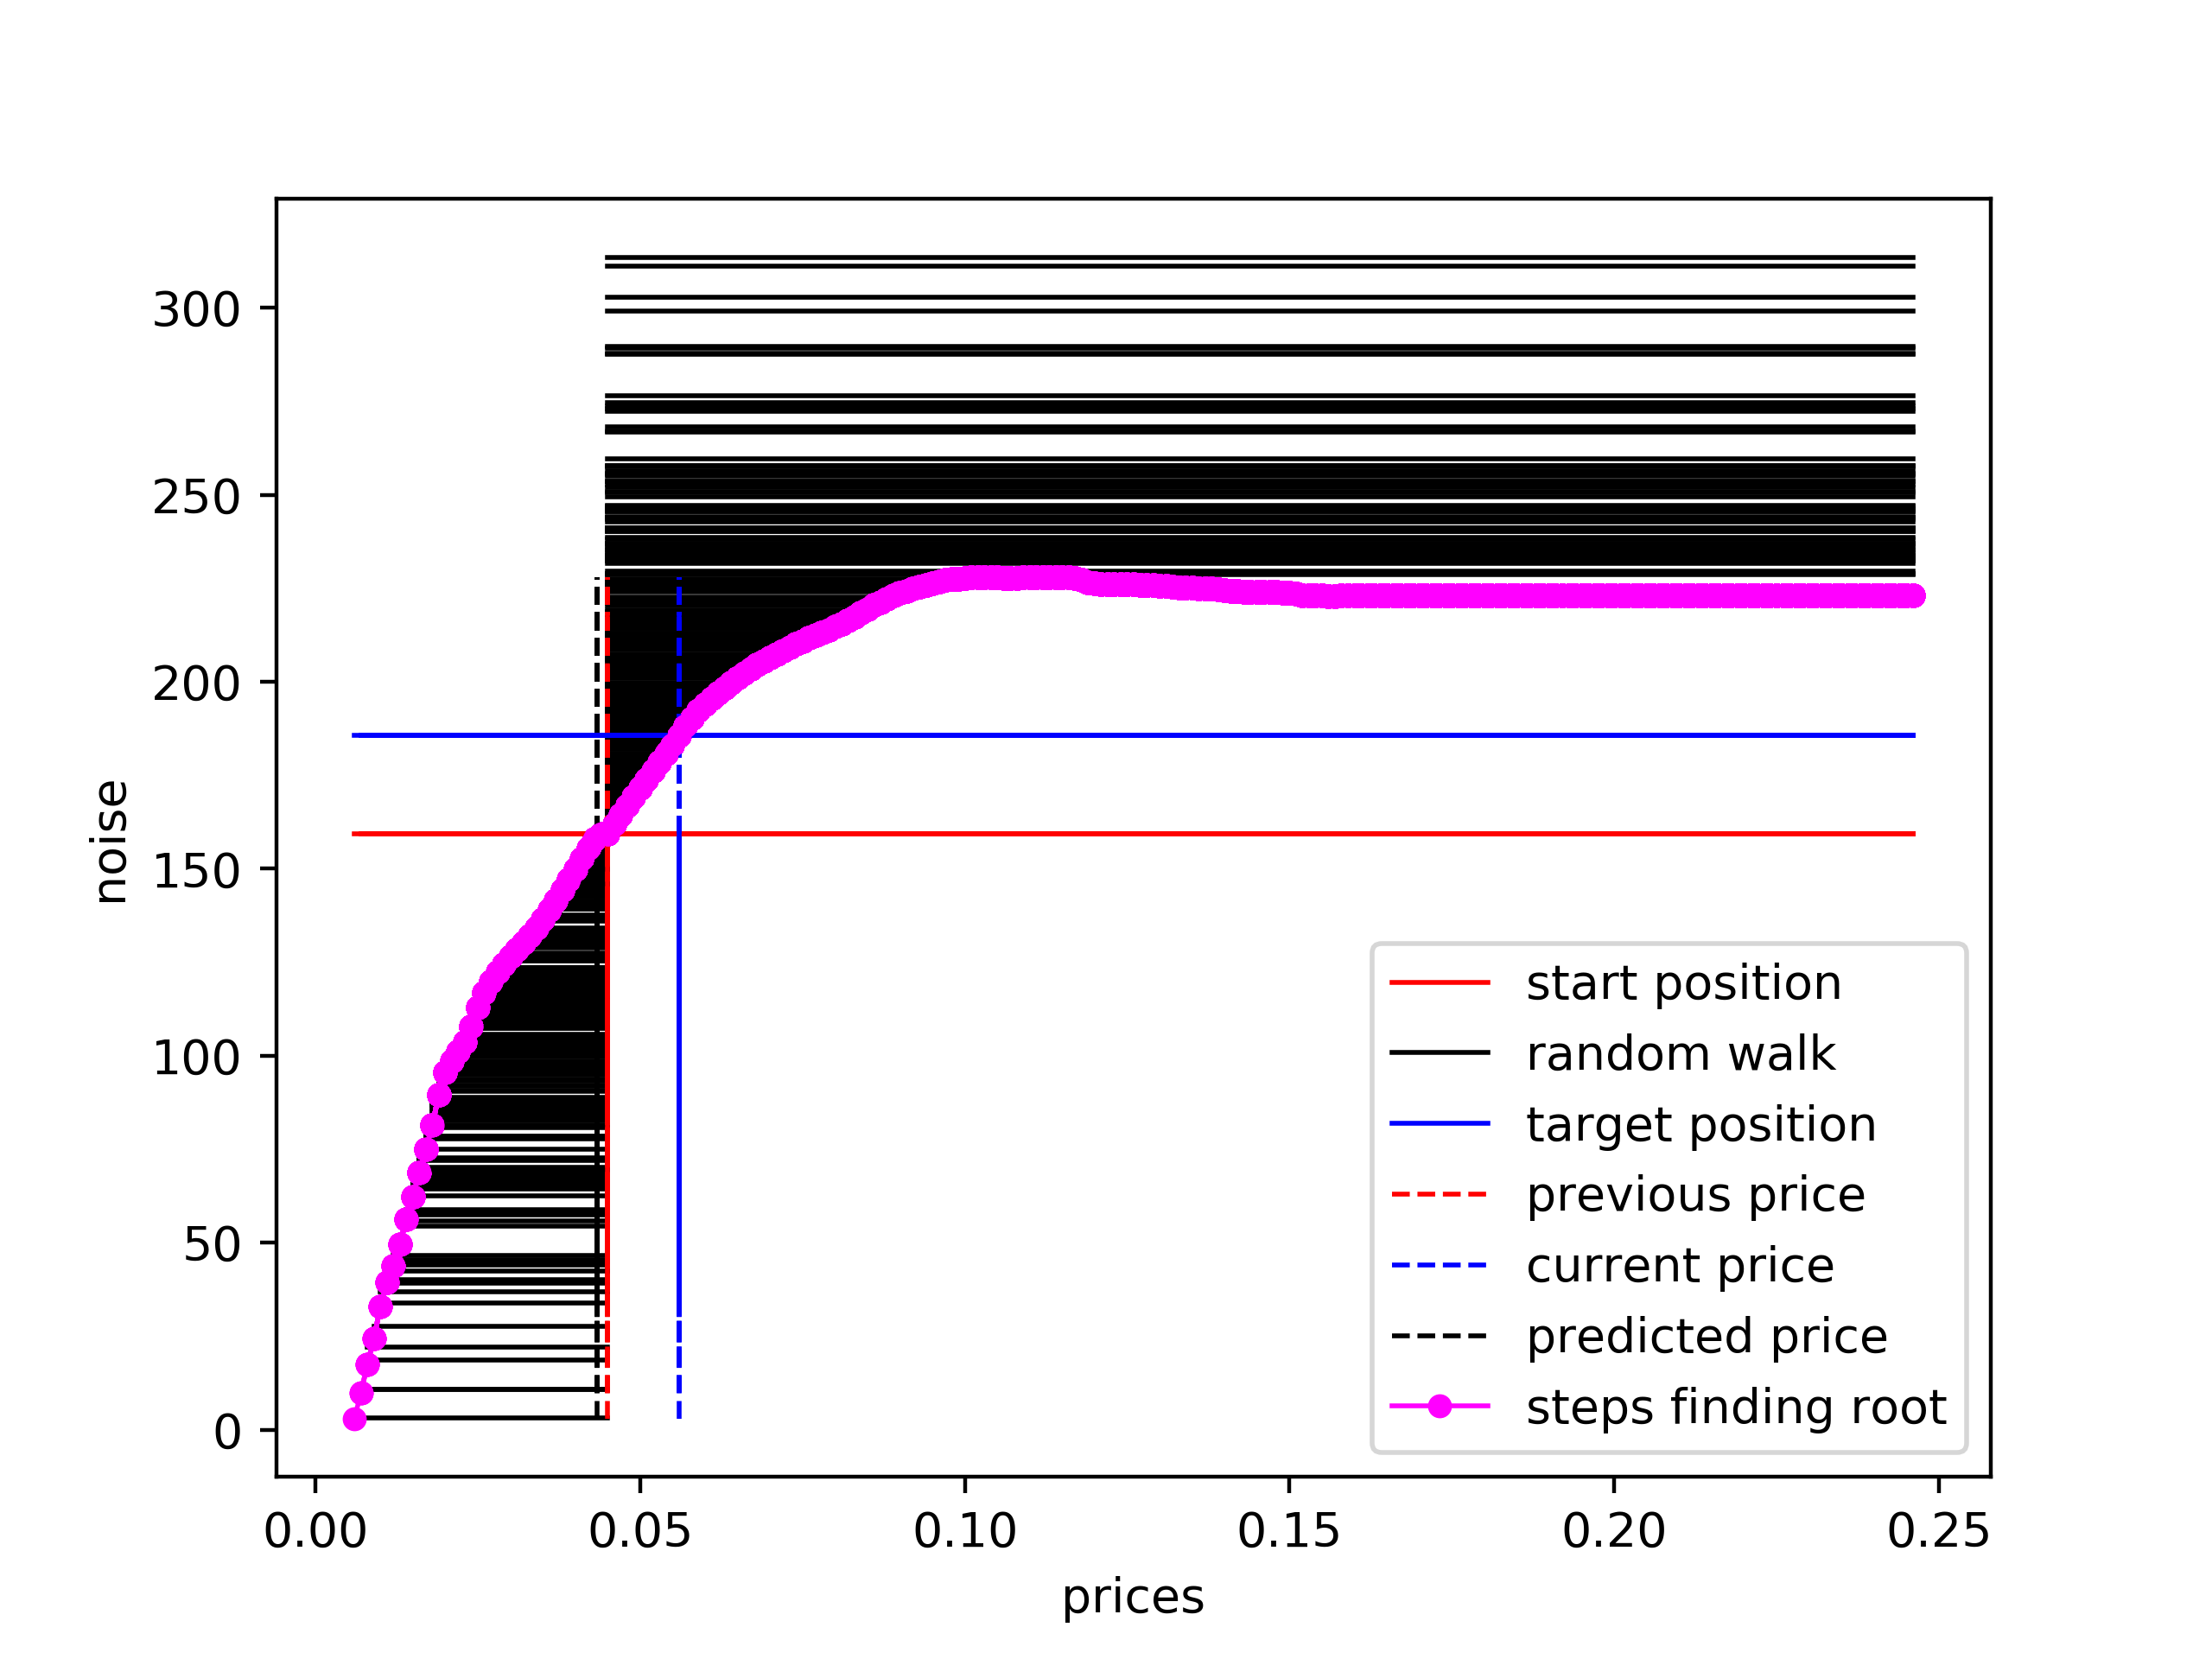 300
250
200
150
100
50
0
noise
0.00 0.05 0.10 0.15 0.20 0.25
prices
start position
random walk
target position
previous price
current price
predicted price
steps finding root